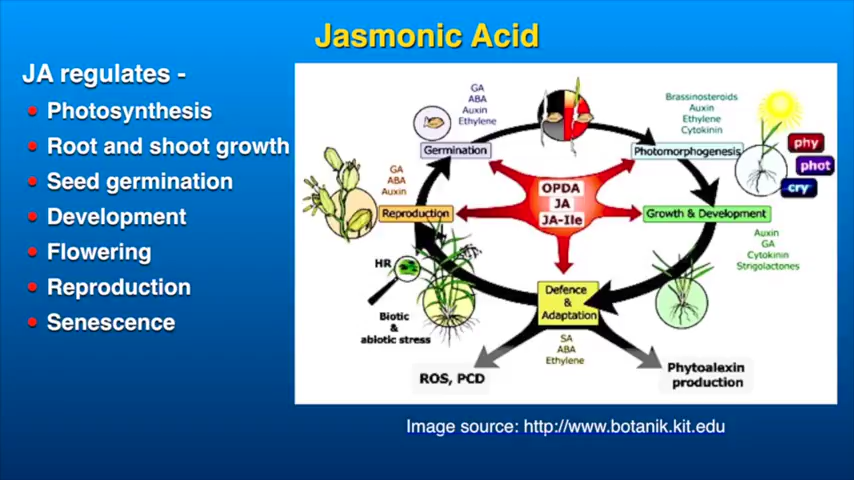 Jasmonic Acid
JA regulates -
• Photosynthesis
• Root and shoot growth
• Seed germination
• Development
• Flowering
• Reproduction
• Senescence
GA
ABA
Auxin
Ethylene
Germination
Brassinosteroids
Auxin
Ethylene
Cytokinin
Photomorphogenesis
phy
phot
cry
GA
ABA
Auxin
Reproduction
OPDA
JA
JA-Ile
Growth & Development
Auxin
GA
Cytokinin
Strigolactones
HR
Biotic
&
abiotic stress
Defence
&
Adaptation
SA
ABA
Ethylene
ROS, PCD
Phytoalexin
production
Image source: http://www.botanik.kit.edu